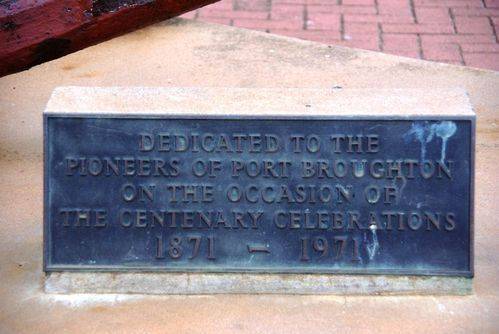 DEDICATED TO THE
PIONEERS OF PORT BROUGHTON
ON THE OCCASION OF
THE CENTENARY CELEBRATIONS
1871 — 1971